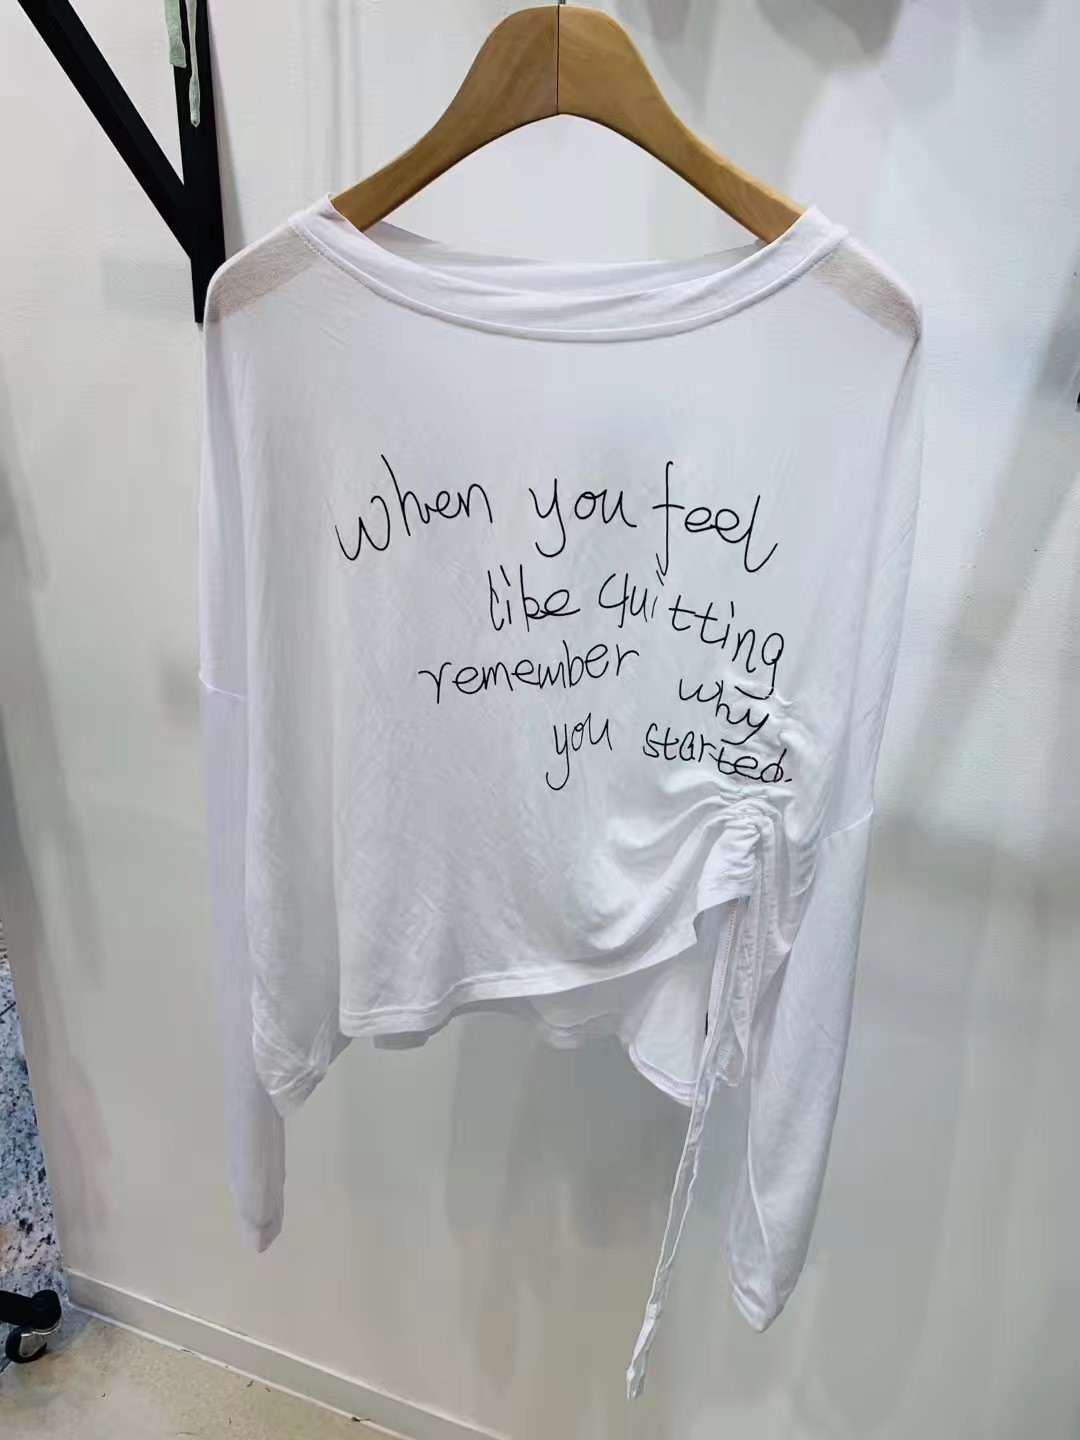 when you feel
like quitting
remember why
you started.